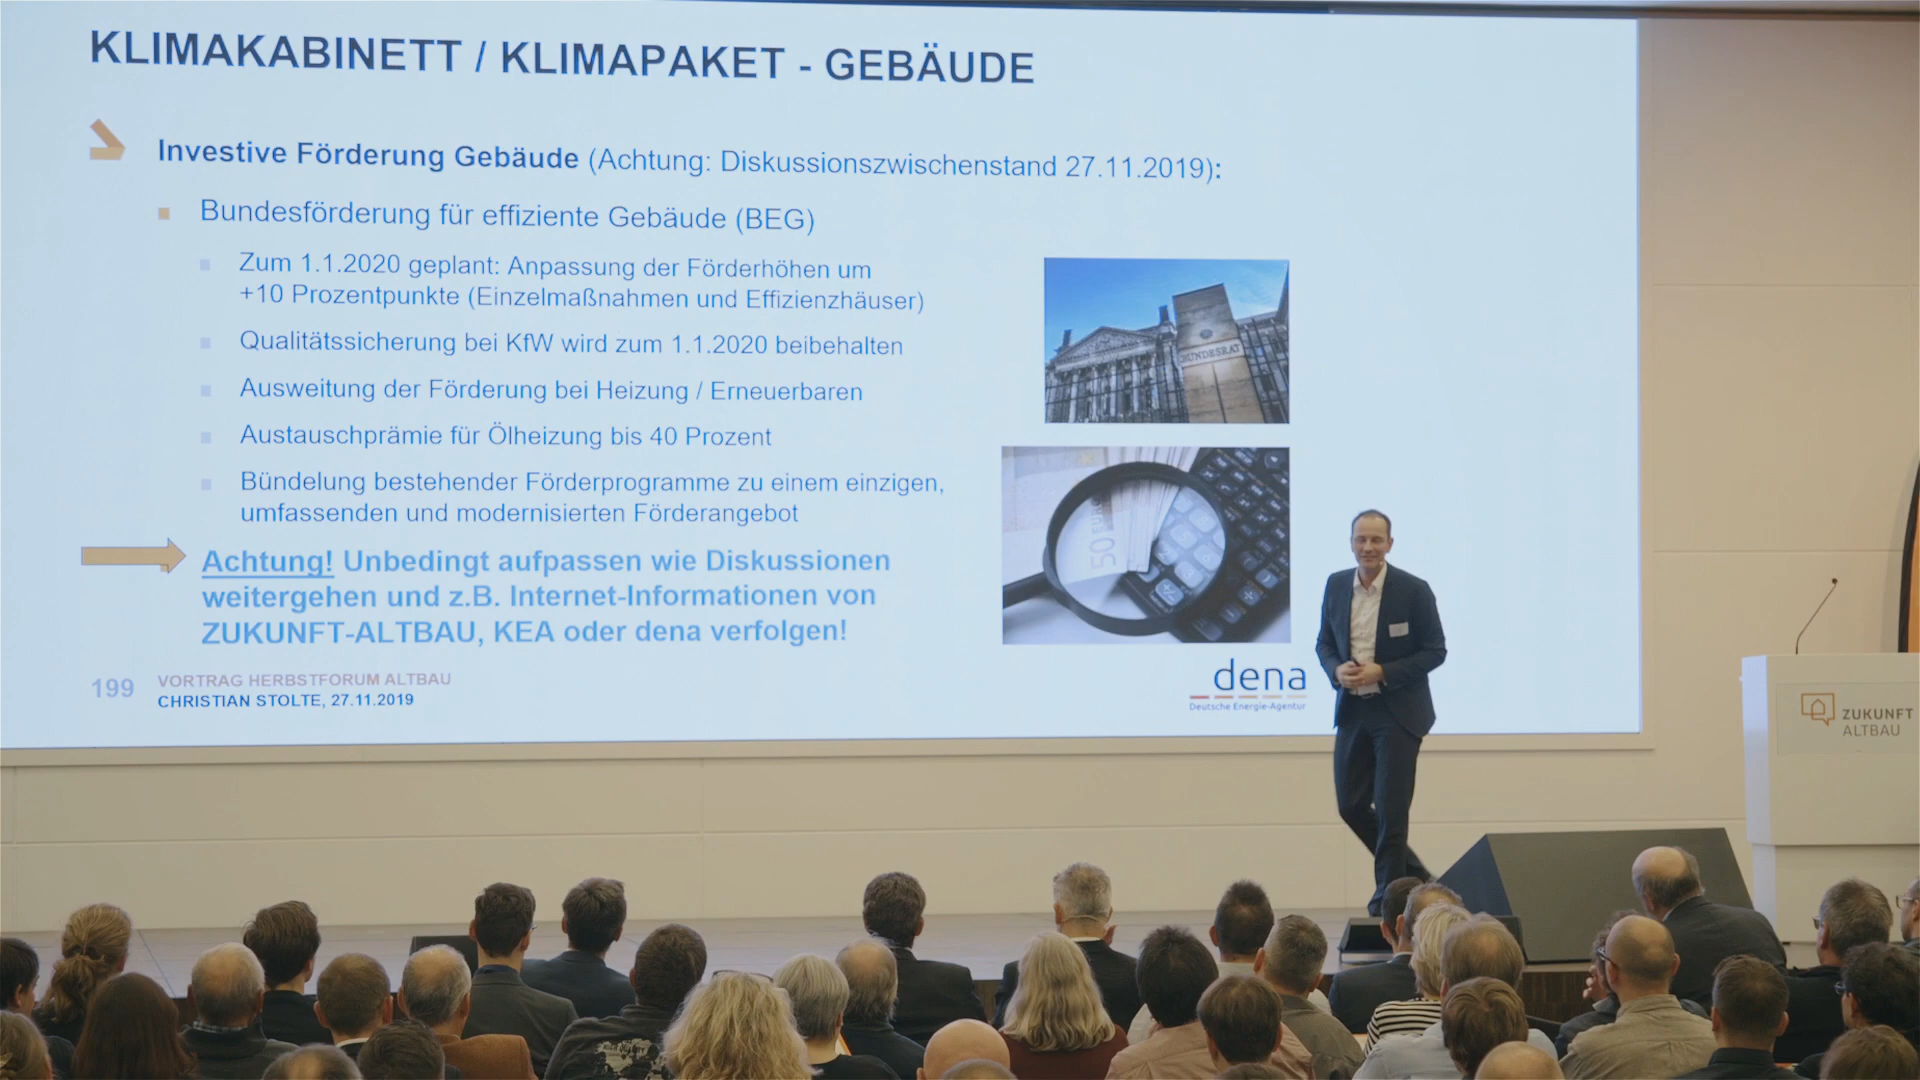 KLIMAKABINETT / KLIMAPAKET - GEBÄUDE
Investive Förderung Gebäude (Achtung: Diskussionszwischenstand 27.11.2019):
Bundesförderung für effiziente Gebäude (BEG)
Zum 1.1.2020 geplant: Anpassung der Förderhöhen um
+10 Prozentpunkte (Einzelmaßnahmen und Effizienzhäuser)
Qualitätssicherung bei KfW wird zum 1.1.2020 beibehalten
Ausweitung der Förderung bei Heizung / Erneuerbaren
Austauschprämie für Ölheizung bis 40 Prozent
Bündelung bestehender Förderprogramme zu einem einzigen,
umfassenden und modernisierten Förderangebot
Achtung! Unbedingt aufpassen wie Diskussionen
weitergehen und z.B. Internet-Informationen von
ZUKUNFT-ALTBAU, KEA oder dena verfolgen!
BUNDESRAT
50 EURO
199
VORTRAG HERBSTFORUM ALTBAU
CHRISTIAN STOLTE, 27.11.2019
dena
Deutsche Energie-Agentur
ZUKUNFT
ALTBAU